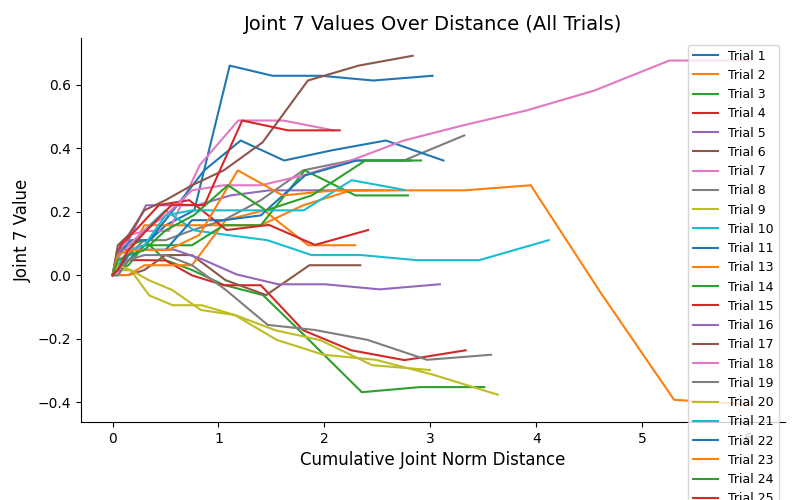 Joint 7 Values Over Distance (All Trials)
Joint 7 Value
0.6
0.4
0.2
0.0
−0.2
−0.4
0
1
2
3
4
5
Cumulative Joint Norm Distance
Trial 1
Trial 2
Trial 3
Trial 4
Trial 5
Trial 6
Trial 7
Trial 8
Trial 9
Trial 10
Trial 11
Trial 13
Trial 14
Trial 15
Trial 16
Trial 17
Trial 18
Trial 19
Trial 20
Trial 21
Trial 22
Trial 23
Trial 24
Trial 25